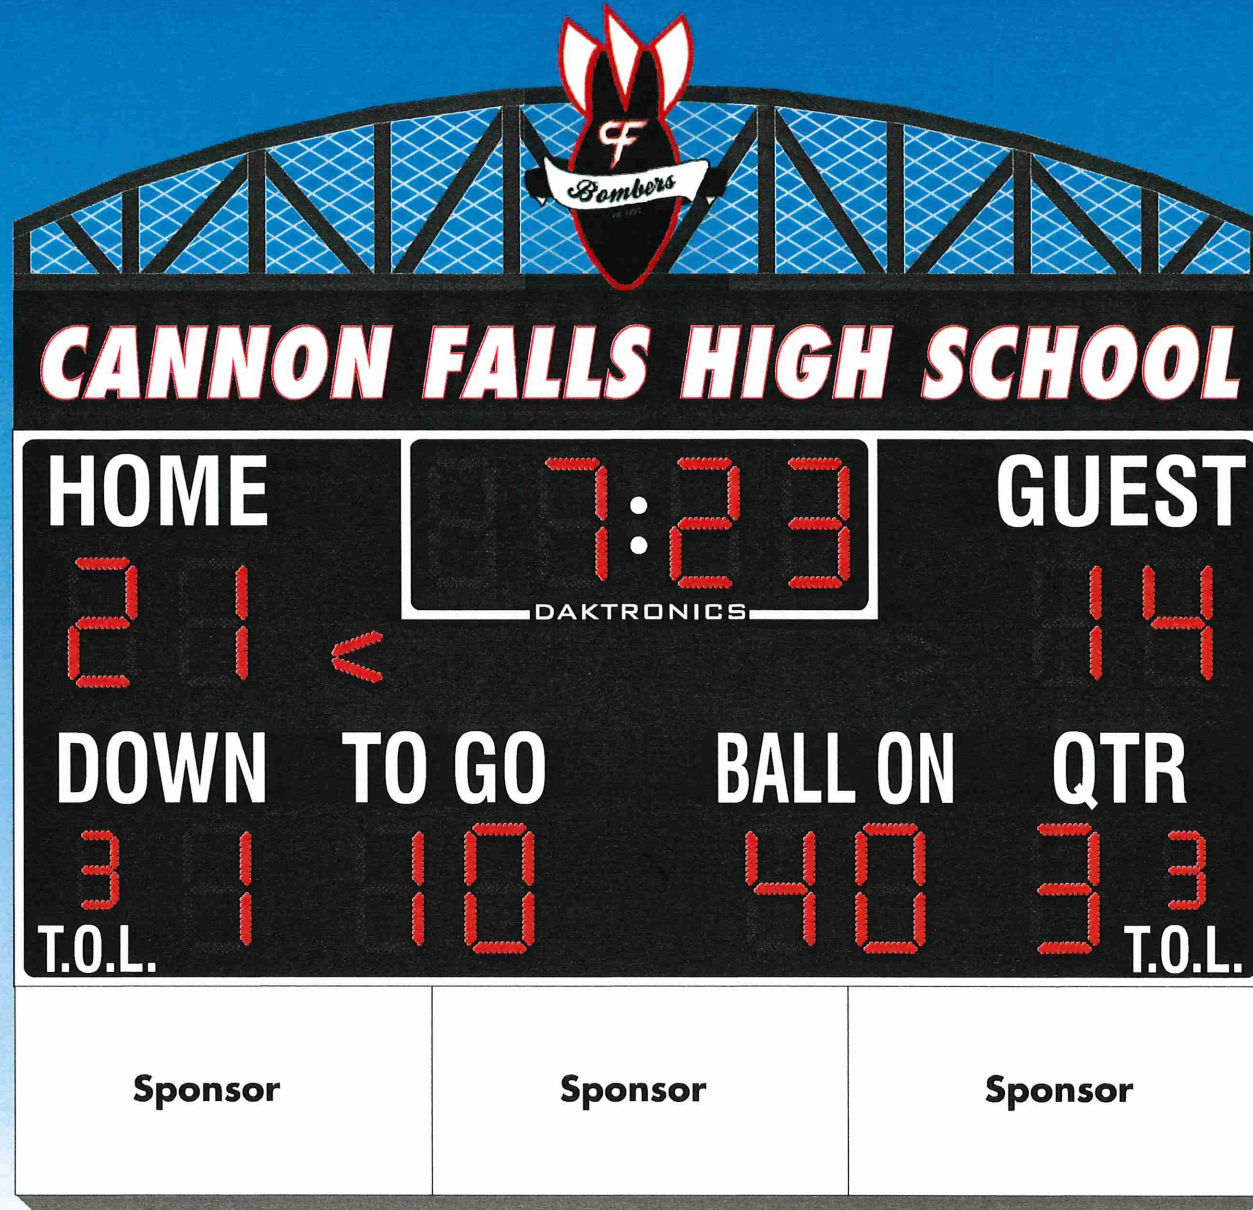 CF
Bombers
CANNON FALLS HIGH SCHOOL
HOME 7:23 GUEST
DAKTRONICS
21 < 14
DOWN TO GO BALL ON QTR
3 1 10 40 3 3
T.O.L. T.O.L.
Sponsor Sponsor Sponsor